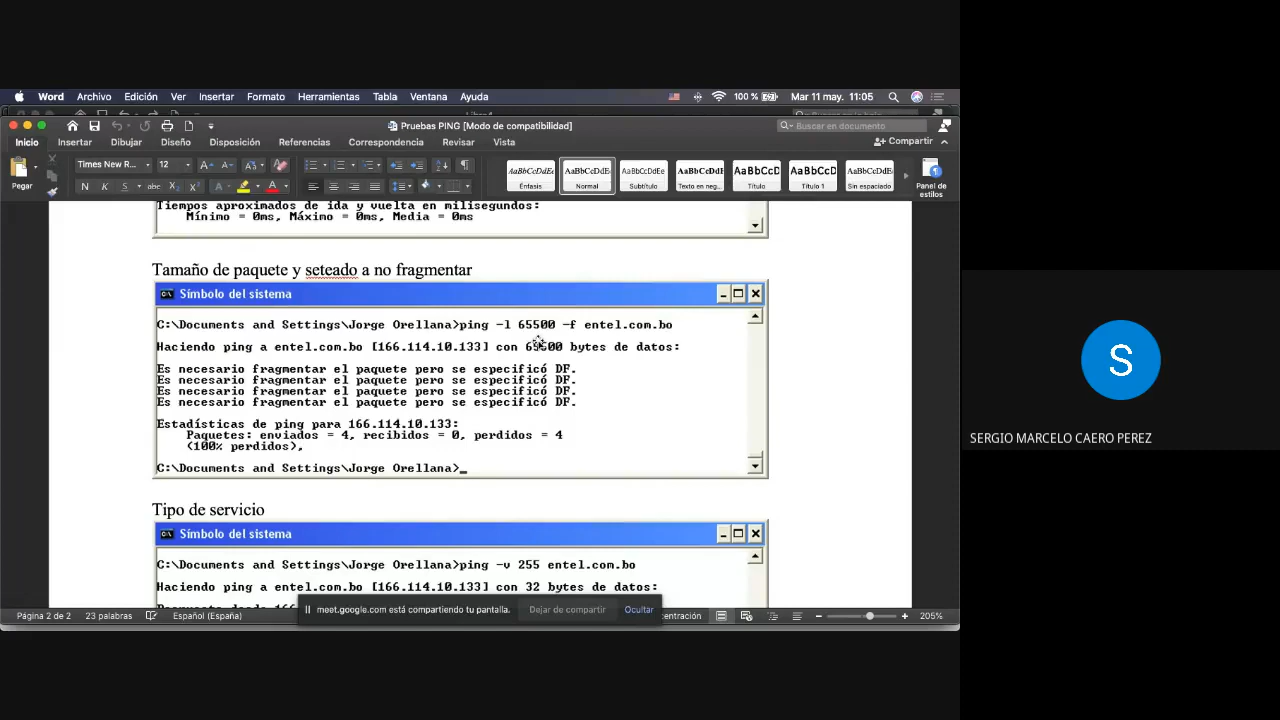 Word Archivo Edición Ver Insertar Formato Herramientas Tabla Ventana Ayuda 100 % Mar 11 may. 11:05
Pruebas PING [Modo de compatibilidad]
Buscar en documento
Inicio Insertar Dibujar Diseño Disposición Referencias Correspondencia Revisar Vista Compartir
Pegar
Times New R... 12
AaBbCcDdEe AaBbCcDdEe AaBbCcDdEe AaBbCcDdE AaBbCc AaBbC AaBbCcDdEe
Énfasis Normal Subtítulo Texto en neg... Título Título 1 Sin espaciado
Panel de
estilos
N K S abc X₂ X² A A
Tiempos aproximados de ida y vuelta en milisegundos:
Mínimo = 0ms, Máximo = 0ms, Media = 0ms
Tamaño de paquete y seteado a no fragmentar
Símbolo del sistema
C:\Documents and Settings\Jorge Orellana>ping -l 65500 -f entel.com.bo
Haciendo ping a entel.com.bo [166.114.10.133] con 65500 bytes de datos:
Es necesario fragmentar el paquete pero se especificó DF.
Es necesario fragmentar el paquete pero se especificó DF.
Es necesario fragmentar el paquete pero se especificó DF.
Es necesario fragmentar el paquete pero se especificó DF.
Estadísticas de ping para 166.114.10.133:
Paquetes: enviados = 4, recibidos = 0, perdidos = 4
(100% perdidos),
C:\Documents and Settings\Jorge Orellana>_
Tipo de servicio
Símbolo del sistema
C:\Documents and Settings\Jorge Orellana>ping -v 255 entel.com.bo
Haciendo ping a entel.com.bo [166.114.10.133] con 32 bytes de datos:
meet.google.com está compartiendo tu pantalla. Dejar de compartir Ocultar
Página 2 de 2 23 palabras Español (España) 205%
S
SERGIO MARCELO CAERO PEREZ